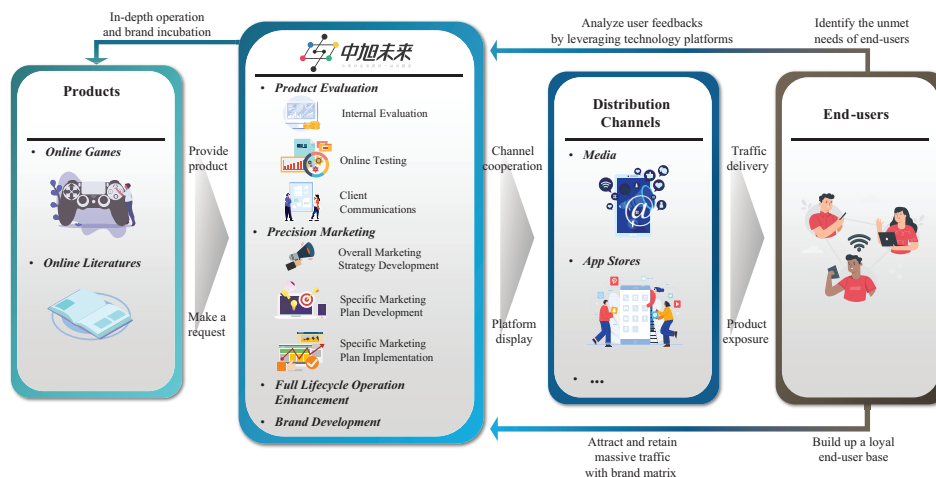 In-depth operation
and brand incubation
Analyze user feedbacks
by leveraging technology platforms
Identify the unmet
needs of end-users
Products
• Online Games
• Online Literatures
Provide
product
Make a
request
中旭未来
• Product Evaluation
Internal Evaluation
Online Testing
Client
Communications
• Precision Marketing
Overall Marketing
Strategy Development
Specific Marketing
Plan Development
Specific Marketing
Plan Implementation
• Full Lifecycle Operation
Enhancement
• Brand Development
Channel
cooperation
Platform
display
Distribution
Channels
• Media
@
• App Stores
• ...
Traffic
delivery
Product
exposure
End-users
Attract and retain
massive traffic
with brand matrix
Build up a loyal
end-user base